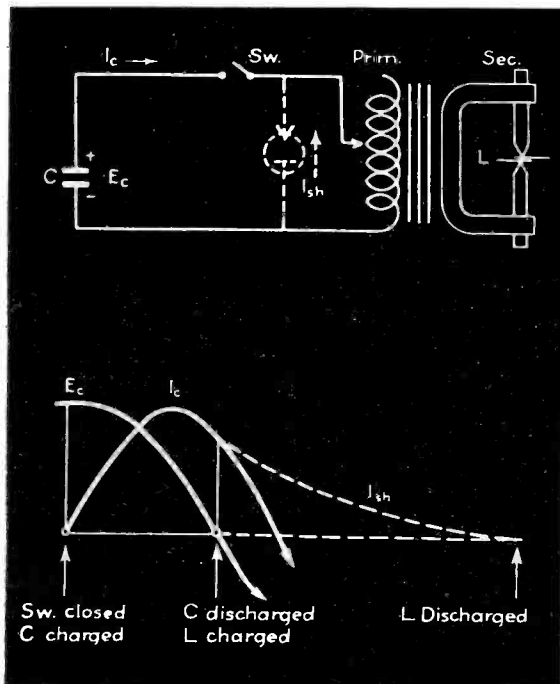 Ic
Sw.
Prim.
Sec.
+
C
Ec
-
Ish
L
Ec
Ic
Ish
Sw. closed
C charged
C discharged
L charged
L Discharged